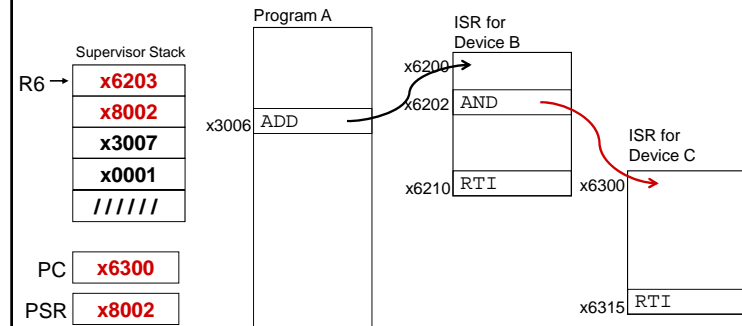 Program A
ISR for
Device B
Supervisor Stack
R6
x6203
x8002
x3007
x0001
//////
PC
x6300
PSR
x8002
x3006
ADD
x6200
x6202
AND
x6210
RTI
ISR for
Device C
x6300
x6315
RTI